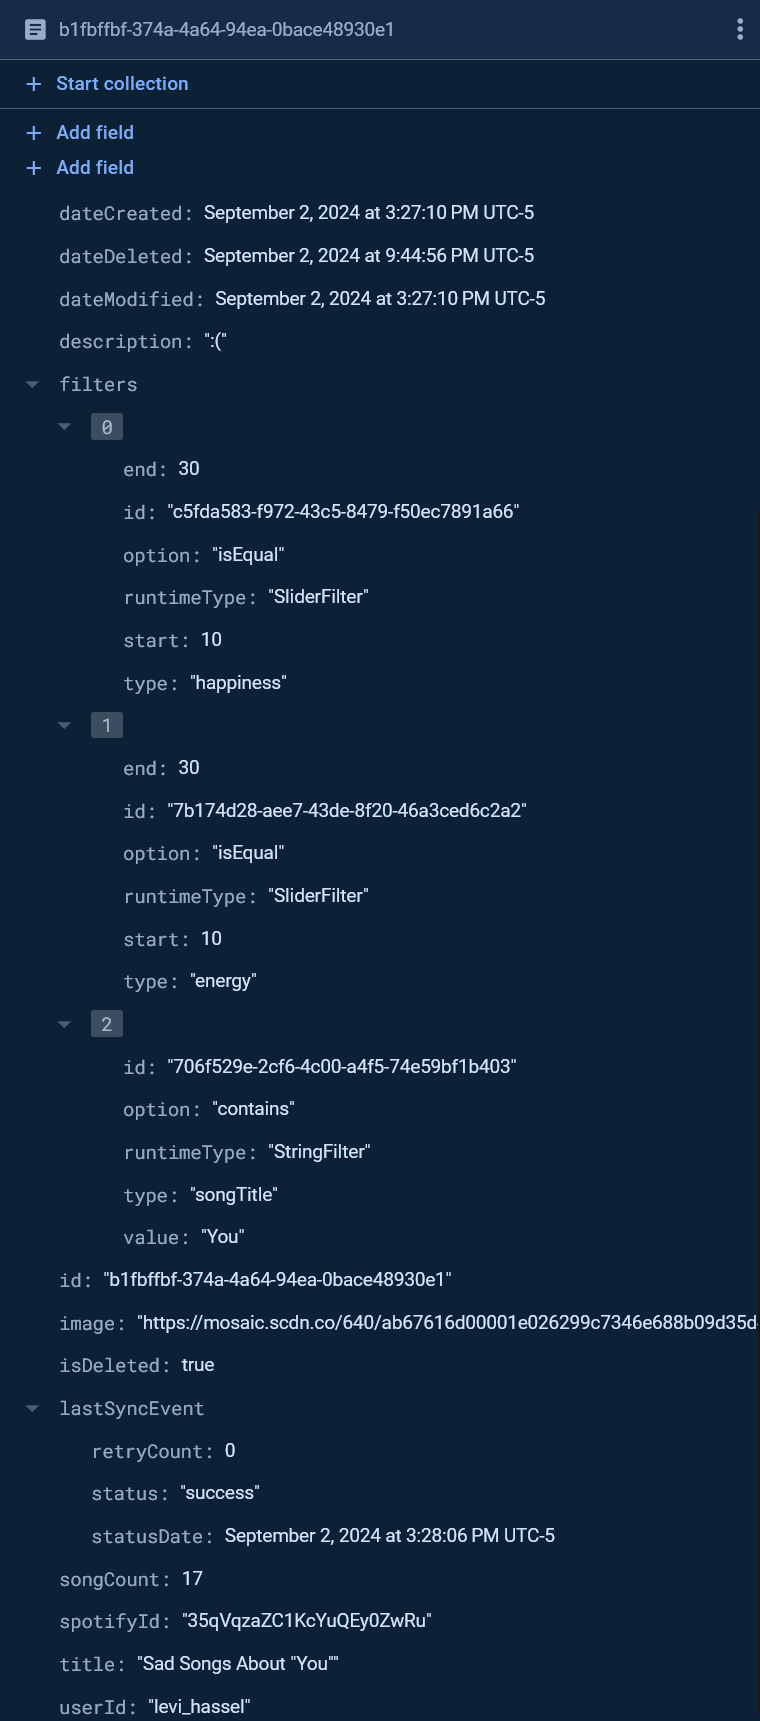 b1fbffbf-374a-4a64-94ea-0bace48930e1
+ Start collection
+ Add field
+ Add field
dateCreated: September 2, 2024 at 3:27:10 PM UTC-5
dateDeleted: September 2, 2024 at 9:44:56 PM UTC-5
dateModified: September 2, 2024 at 3:27:10 PM UTC-5
description: ":("
filters
0
end: 30
id: "c5fda583-f972-43c5-8479-f50ec7891a66"
option: "isEqual"
runtimeType: "SliderFilter"
start: 10
type: "happiness"
1
end: 30
id: "7b174d28-aee7-43de-8f20-46a3ced6c2a2"
option: "isEqual"
runtimeType: "SliderFilter"
start: 10
type: "energy"
2
id: "706f529e-2cf6-4c00-a4f5-74e59bf1b403"
option: "contains"
runtimeType: "StringFilter"
type: "songTitle"
value: "You"
id: "b1fbffbf-374a-4a64-94ea-0bace48930e1"
image: "https://mosaic.scdn.co/640/ab67616d00001e026299c7346e688b09d35d
isDeleted: true
lastSyncEvent
retryCount: 0
status: "success"
statusDate: September 2, 2024 at 3:28:06 PM UTC-5
songCount: 17
spotifyId: "35qVqzaZC1KcYuQEy0ZwRu"
title: "Sad Songs About "You""
userId: "levi_hassel"